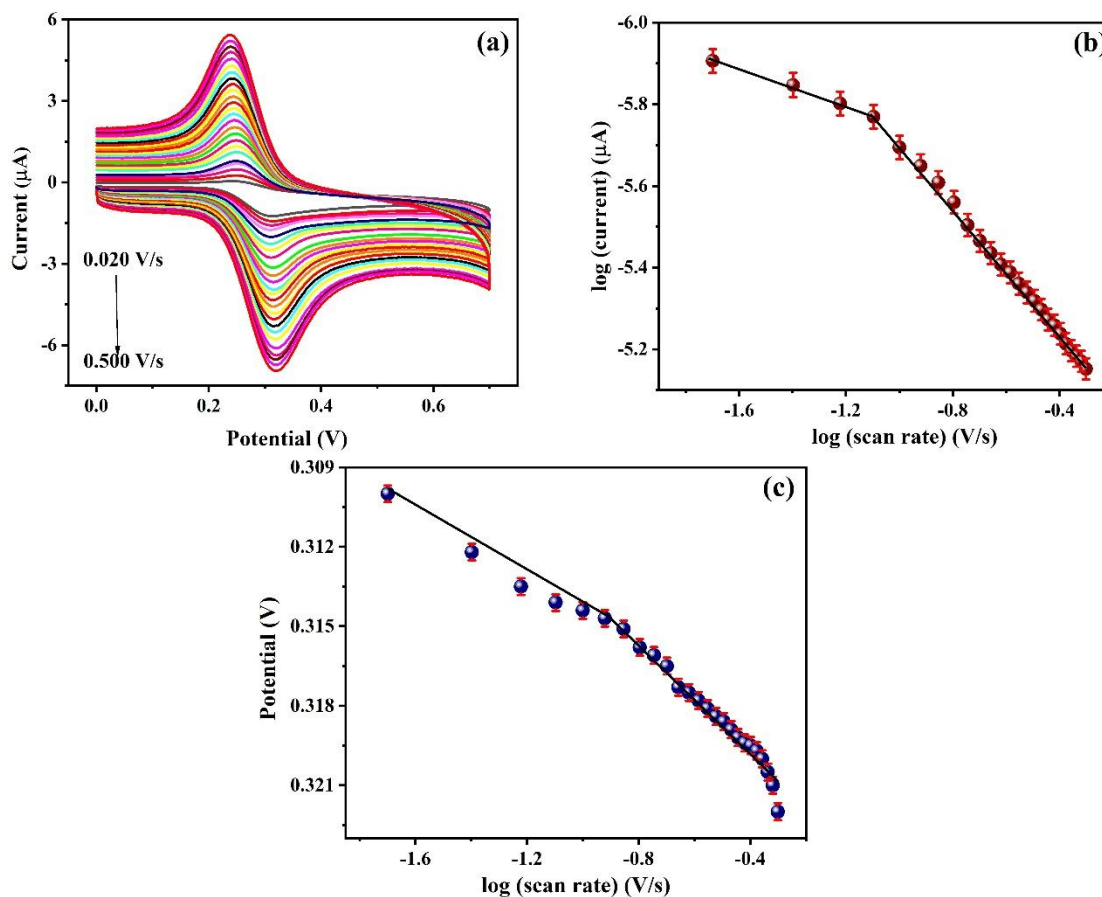 (a)
6
3
0
-3
-6
Current (µA)
0.020 V/s
0.500 V/s
0.0
0.2
0.4
0.6
Potential (V)
(b)
-6.0
-5.8
-5.6
-5.4
-5.2
log (current) (µA)
-1.6
-1.2
-0.8
-0.4
log (scan rate) (V/s)
(c)
0.309
0.312
0.315
0.318
0.321
Potential (V)
-1.6
-1.2
-0.8
-0.4
log (scan rate) (V/s)